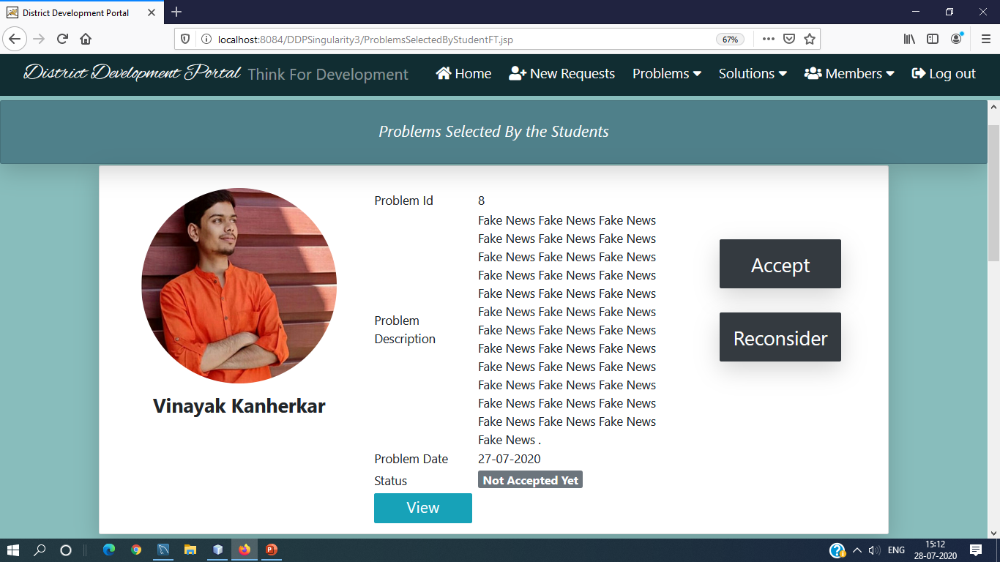 District Development Portal
localhost:8084/DDPSingularity3/ProblemsSelectedByStudentFT.jsp
67%
District Development Portal Think For Development Home New Requests Problems Solutions Members Log out
Problems Selected By the Students
Problem Id 8
Fake News Fake News Fake News
Fake News Fake News Fake News
Fake News Fake News Fake News
Fake News Fake News Fake News
Fake News Fake News Fake News
Fake News Fake News Fake News
Problem Description
Fake News Fake News Fake News
Fake News Fake News Fake News
Fake News Fake News Fake News
Fake News Fake News Fake News
Fake News Fake News Fake News
Fake News Fake News Fake News
Fake News .
Problem Date 27-07-2020
Status Not Accepted Yet
View
Accept
Reconsider
Vinayak Kanherkar
ENG
15:12
28-07-2020